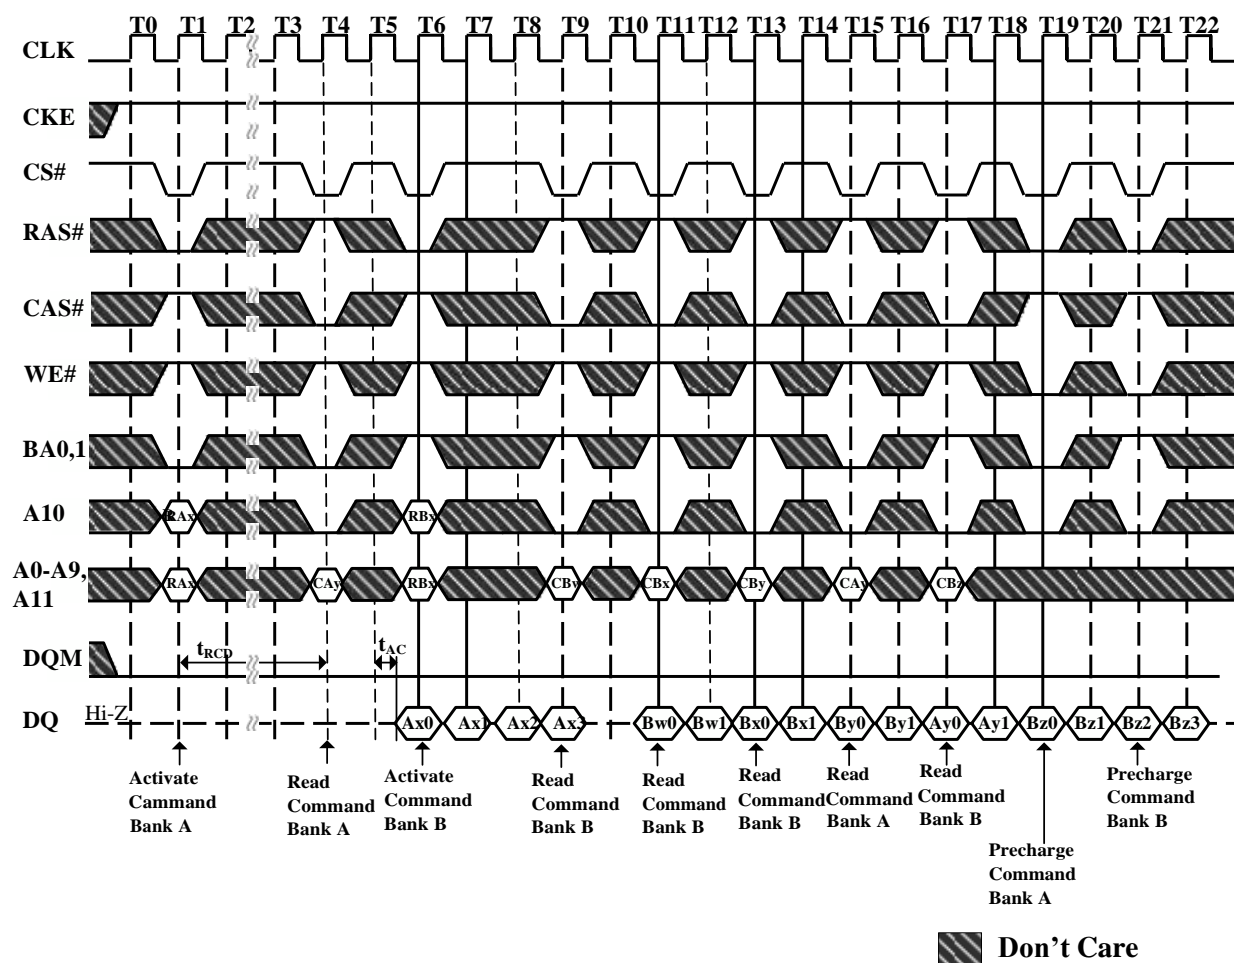 T0 T1 T2 T3 T4 T5 T6 T7 T8 T9 T10 T11 T12 T13 T14 T15 T16 T17 T18 T19 T20 T21 T22
CLK
CKE
CS#
RAS#
CAS#
WE#
BA0,1
A10 RAx RBx
A0-A9,
A11
RAx CAy RBx CBw CBx CBy CAy CBz
DQM
tRCD tAC
DQ Hi-Z Ax0 Ax1 Ax2 Ax3 Bw0 Bw1 Bx0 Bx1 By0 By1 Ay0 Ay1 Bz0 Bz1 Bz2 Bz3
Activate
Cammand
Bank A
Read
Command
Bank A
Activate
Command
Bank B
Read
Command
Bank B
Read
Command
Bank B
Read
Command
Bank B
Read
Command
Bank A
Read
Command
Bank B
Precharge
Command
Bank A
Precharge
Command
Bank B
Don't Care